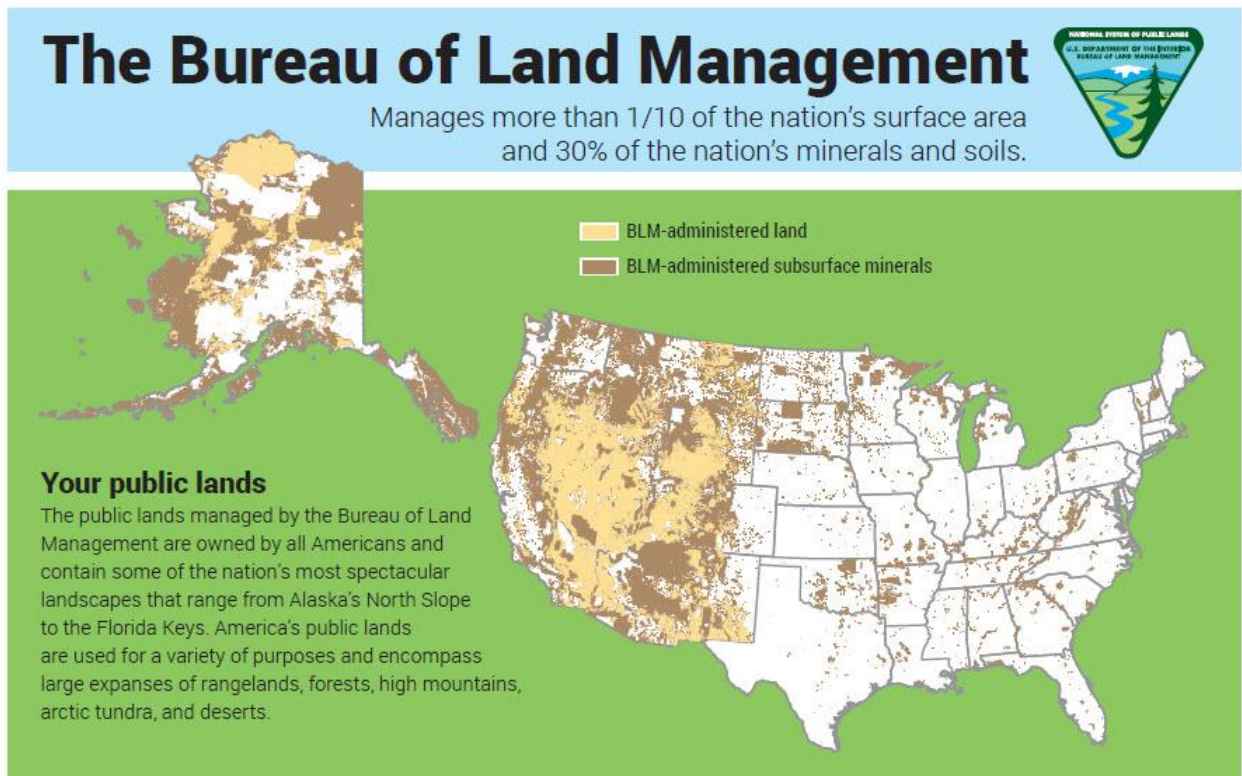 The Bureau of Land Management
Manages more than 1/10 of the nation's surface area
and 30% of the nation's minerals and soils.
NATIONAL SYSTEM OF PUBLIC LANDS
U.S. DEPARTMENT OF THE INTERIOR
BUREAU OF LAND MANAGEMENT
BLM-administered land
BLM-administered subsurface minerals
Your public lands
The public lands managed by the Bureau of Land
Management are owned by all Americans and
contain some of the nation's most spectacular
landscapes that range from Alaska's North Slope
to the Florida Keys. America's public lands
are used for a variety of purposes and encompass
large expanses of rangelands, forests, high mountains,
arctic tundra, and deserts.